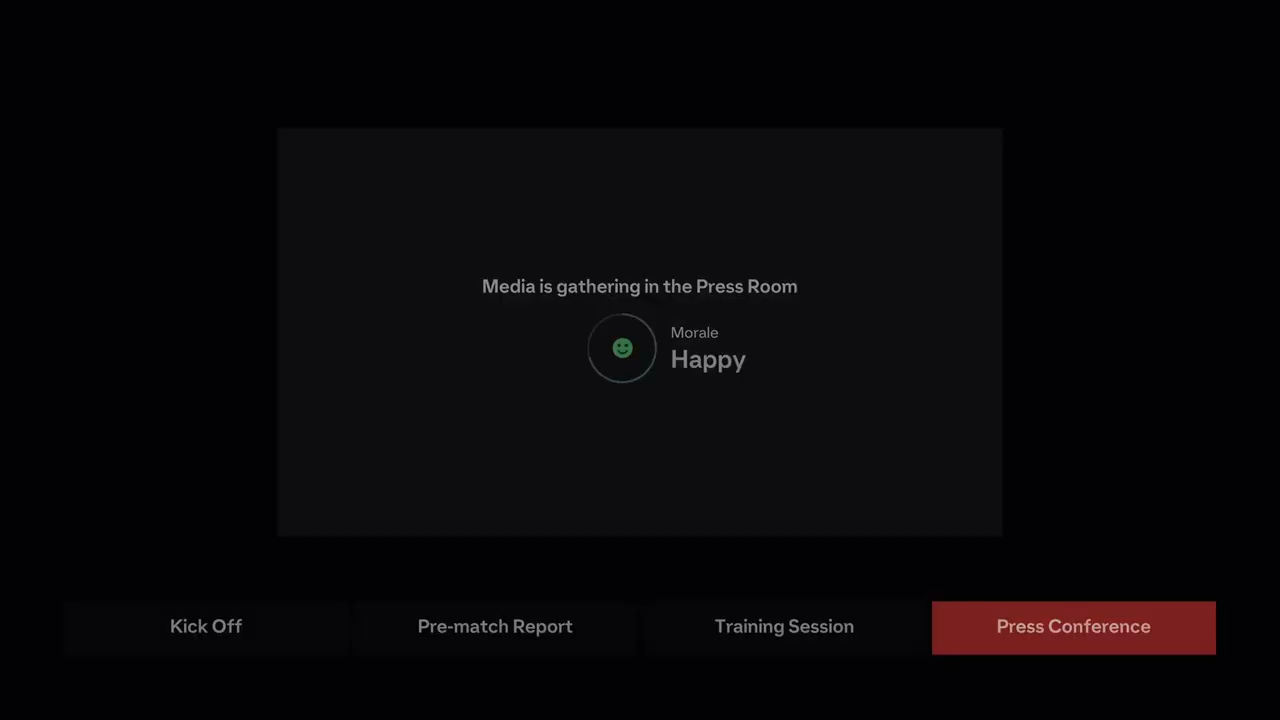 Media is gathering in the Press Room
Morale
Happy
Kick Off
Pre-match Report
Training Session
Press Conference